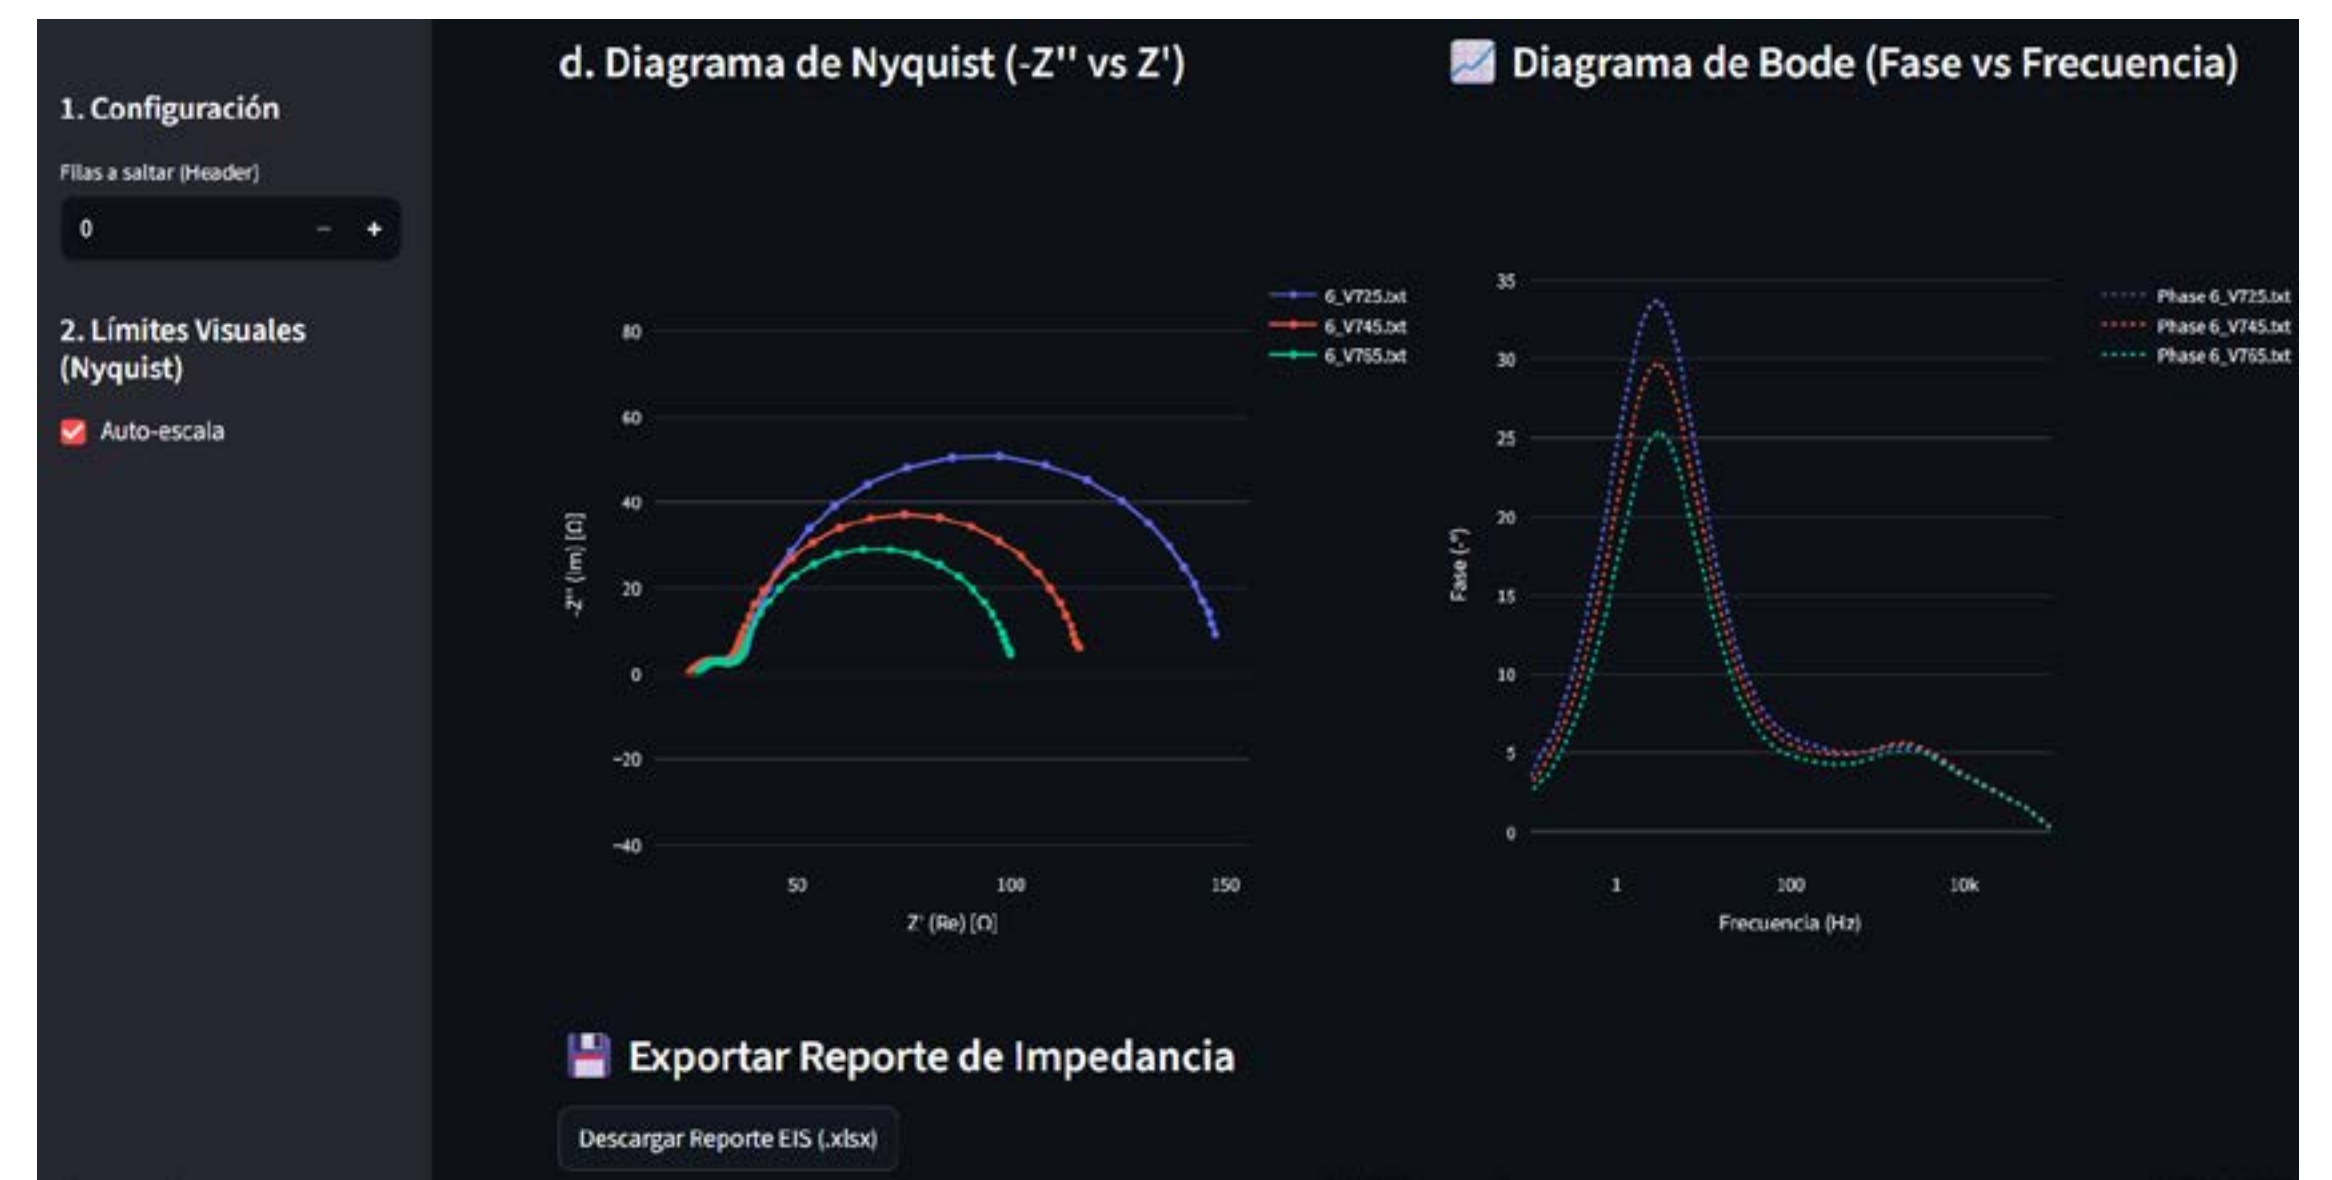 1. Configuración
Filas a saltar (Header)
0
−
+
2. Límites Visuales
(Nyquist)
Auto-escala
d. Diagrama de Nyquist (-Z'' vs Z')
6_V725.txt
6_V745.txt
6_V765.txt
80
60
40
20
0
−20
−40
-Z'' (Im) [Ω]
50
100
150
Z' (Re) [Ω]
Diagrama de Bode (Fase vs Frecuencia)
Phase 6_V725.txt
Phase 6_V745.txt
Phase 6_V765.txt
35
30
25
20
15
10
5
0
Fase (-°)
1
100
10k
Frecuencia (Hz)
Exportar Reporte de Impedancia
Descargar Reporte EIS (.xlsx)